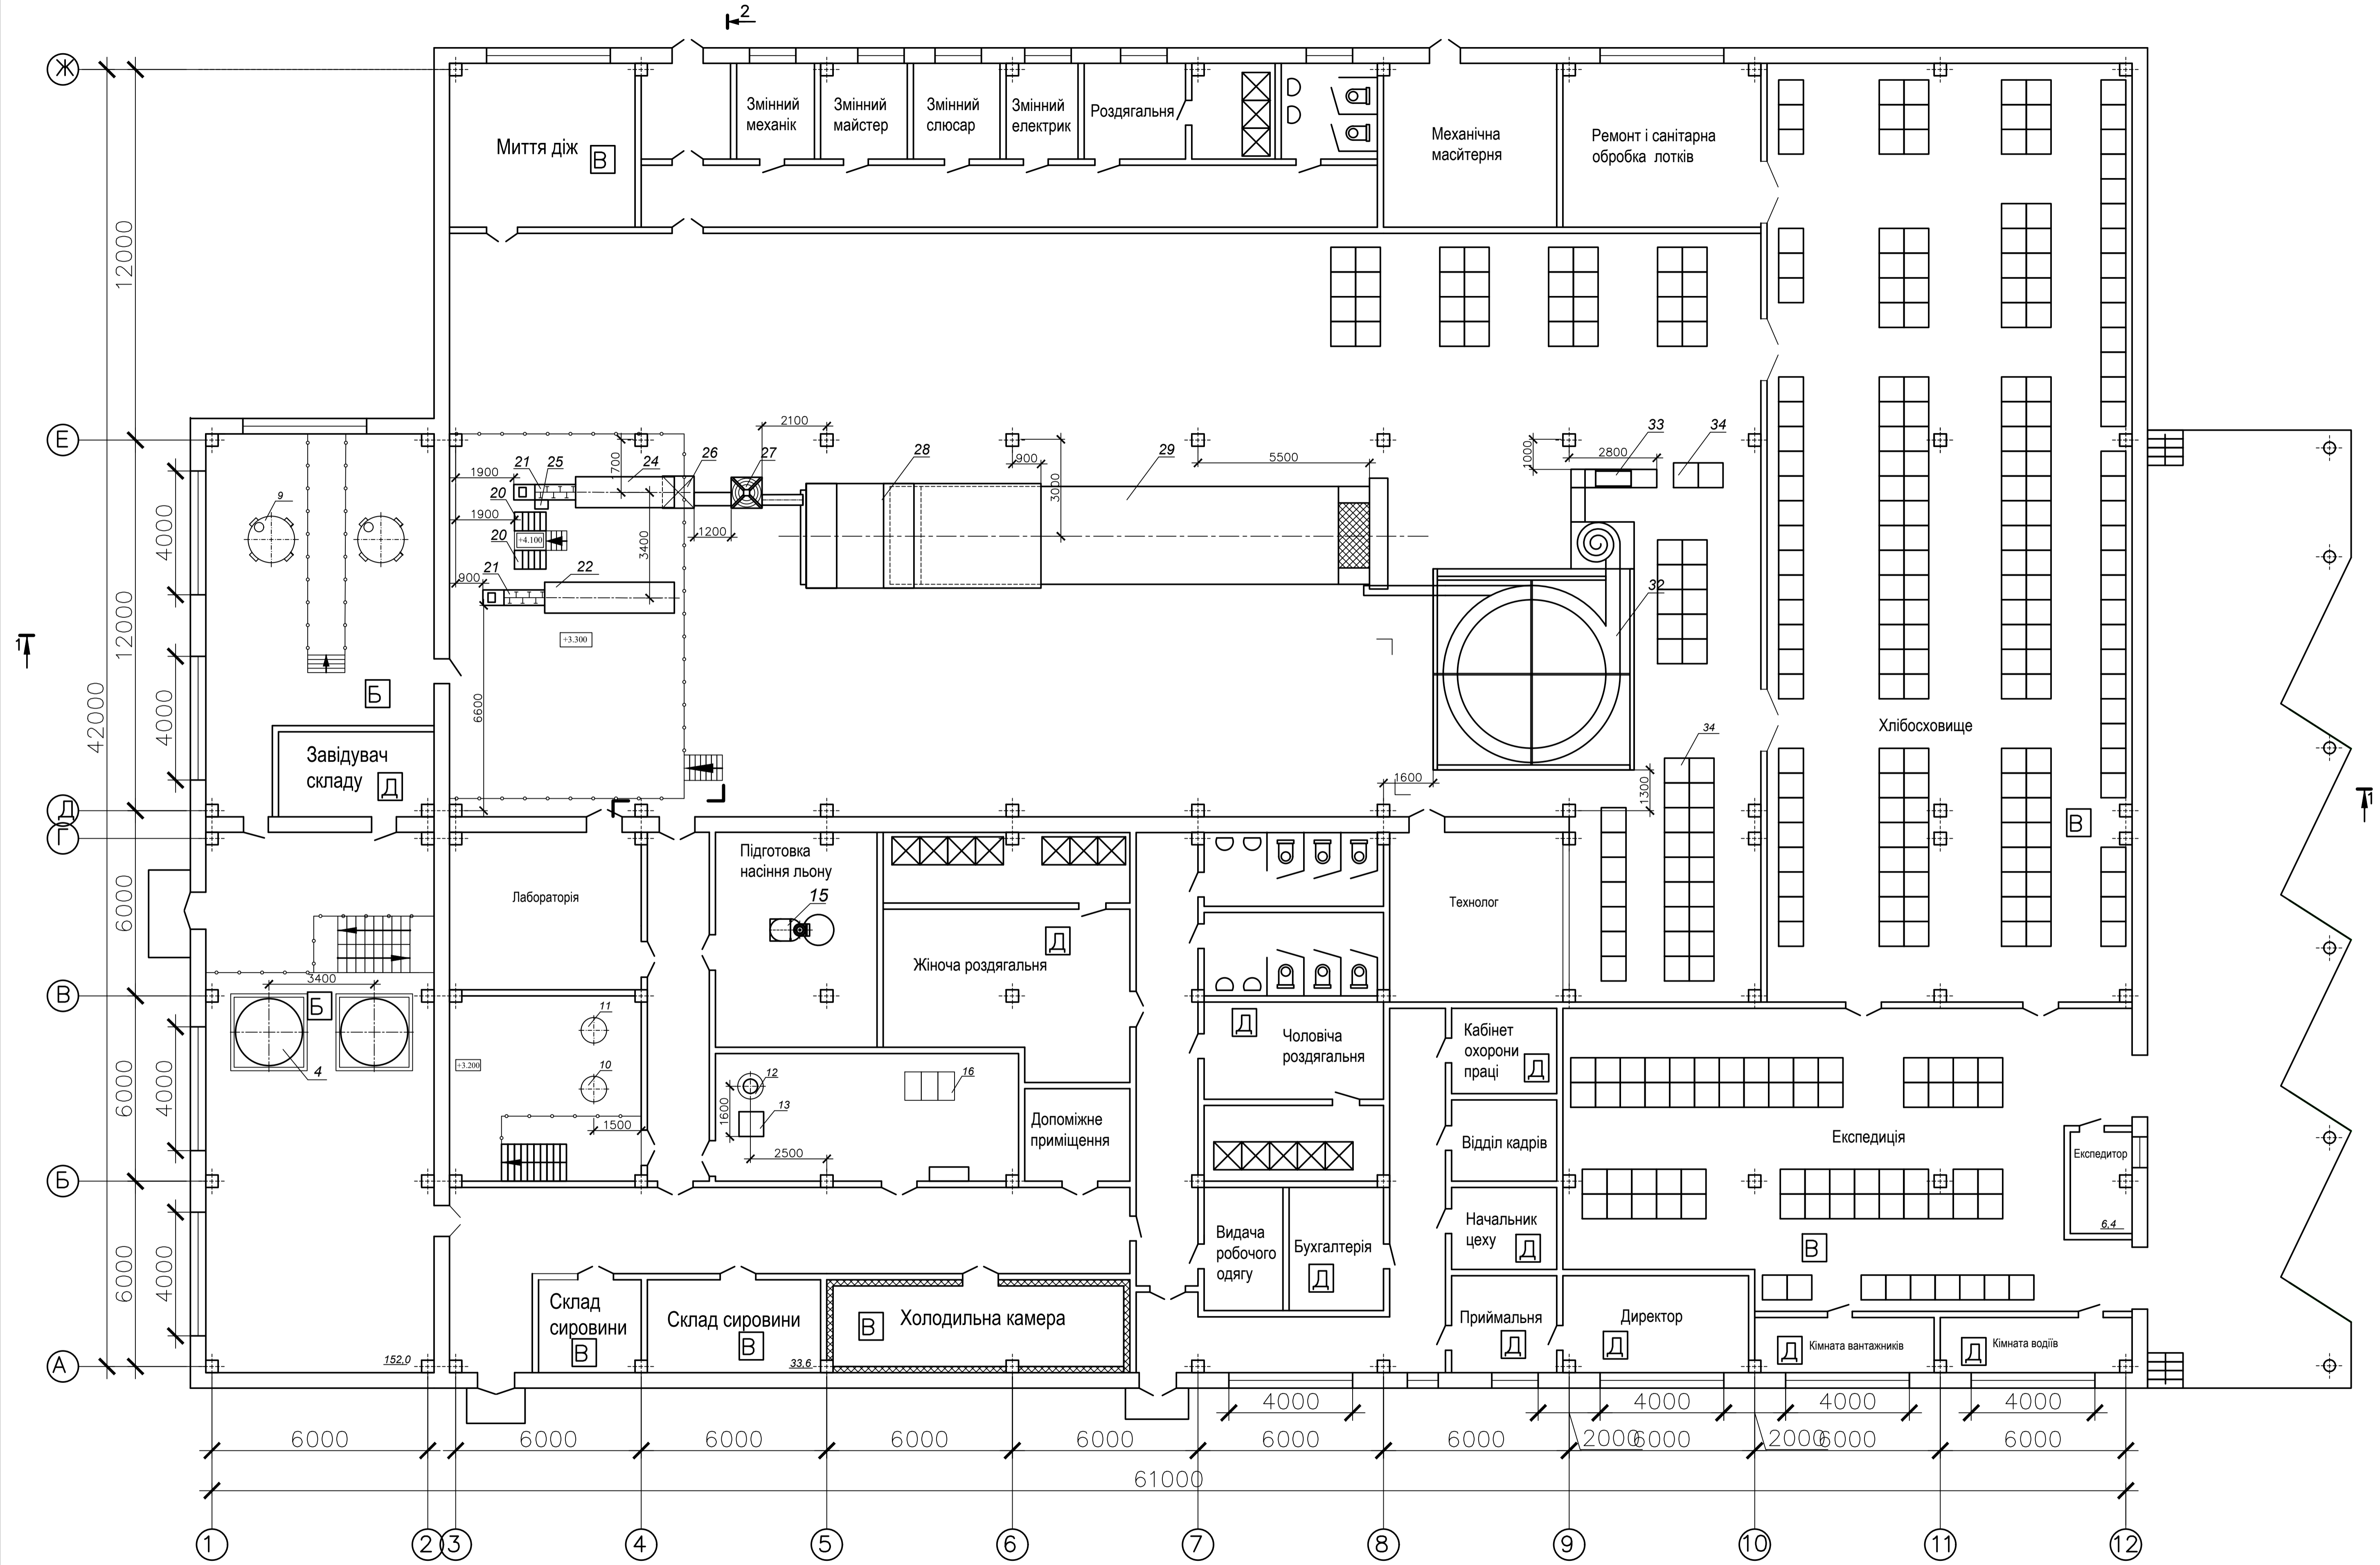 2
Ж
Миття діж
В
Змінний
механік
Змінний
майстер
Змінний
слюсар
Змінний
електрик
Роздягальня
Механічна
масйтерня
Ремонт і санітарна
обробка лотків
12000
Е
9
4000
4000
12000
42000
1
Б
Завідувач
складу
Д
1900
21
25
1700
24
26
2100
27
28
900
3000
29
5500
1000
2800
33
34
20
1900
+4.100
20
3400
1200
21
22
900
+3.300
6600
32
34
1600
1300
Хлібосховище
В
1
Д
Г
6000
Лабораторія
Підготовка
насіння льону
15
Жіноча роздягальня
Д
Технолог
В
3400
Б
4
6000
4000
11
10
+3.200
1500
12
13
1600
2500
16
Допоміжне
приміщення
Д
Чоловіча
роздягальня
Кабінет
охорони
праці
Д
Відділ кадрів
Експедиція
Експедитор
6,4
В
Б
6000
4000
Видача
робочого
одягу
Бухгалтерія
Д
Начальник
цеху
Д
Склад
сировини
В
Склад сировини
В
33,6
В
Холодильна камера
Приймальня
Д
Директор
Д
Д
Кімната вантажників
Д
Кімната водіїв
А
152,0
4000
4000
4000
4000
6000
6000
6000
6000
6000
6000
6000
2000
6000
2000
6000
6000
61000
1
2
3
4
5
6
7
8
9
10
11
12